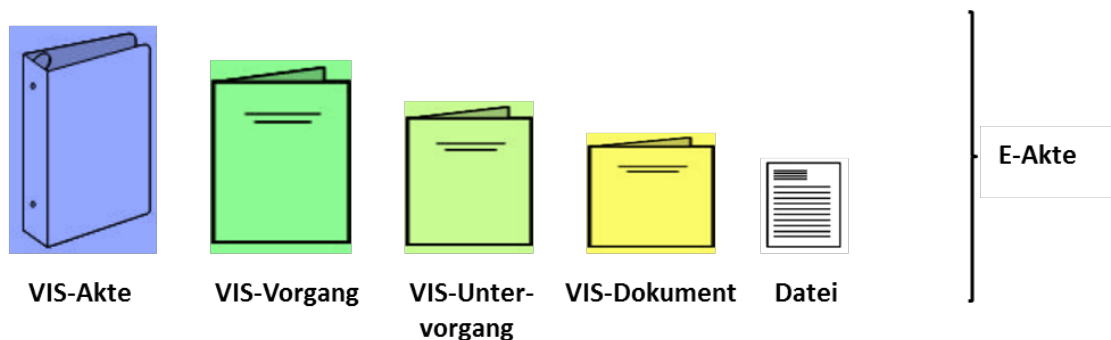 E-Akte
VIS-Akte
VIS-Vorgang
VIS-Unter-
vorgang
VIS-Dokument
Datei